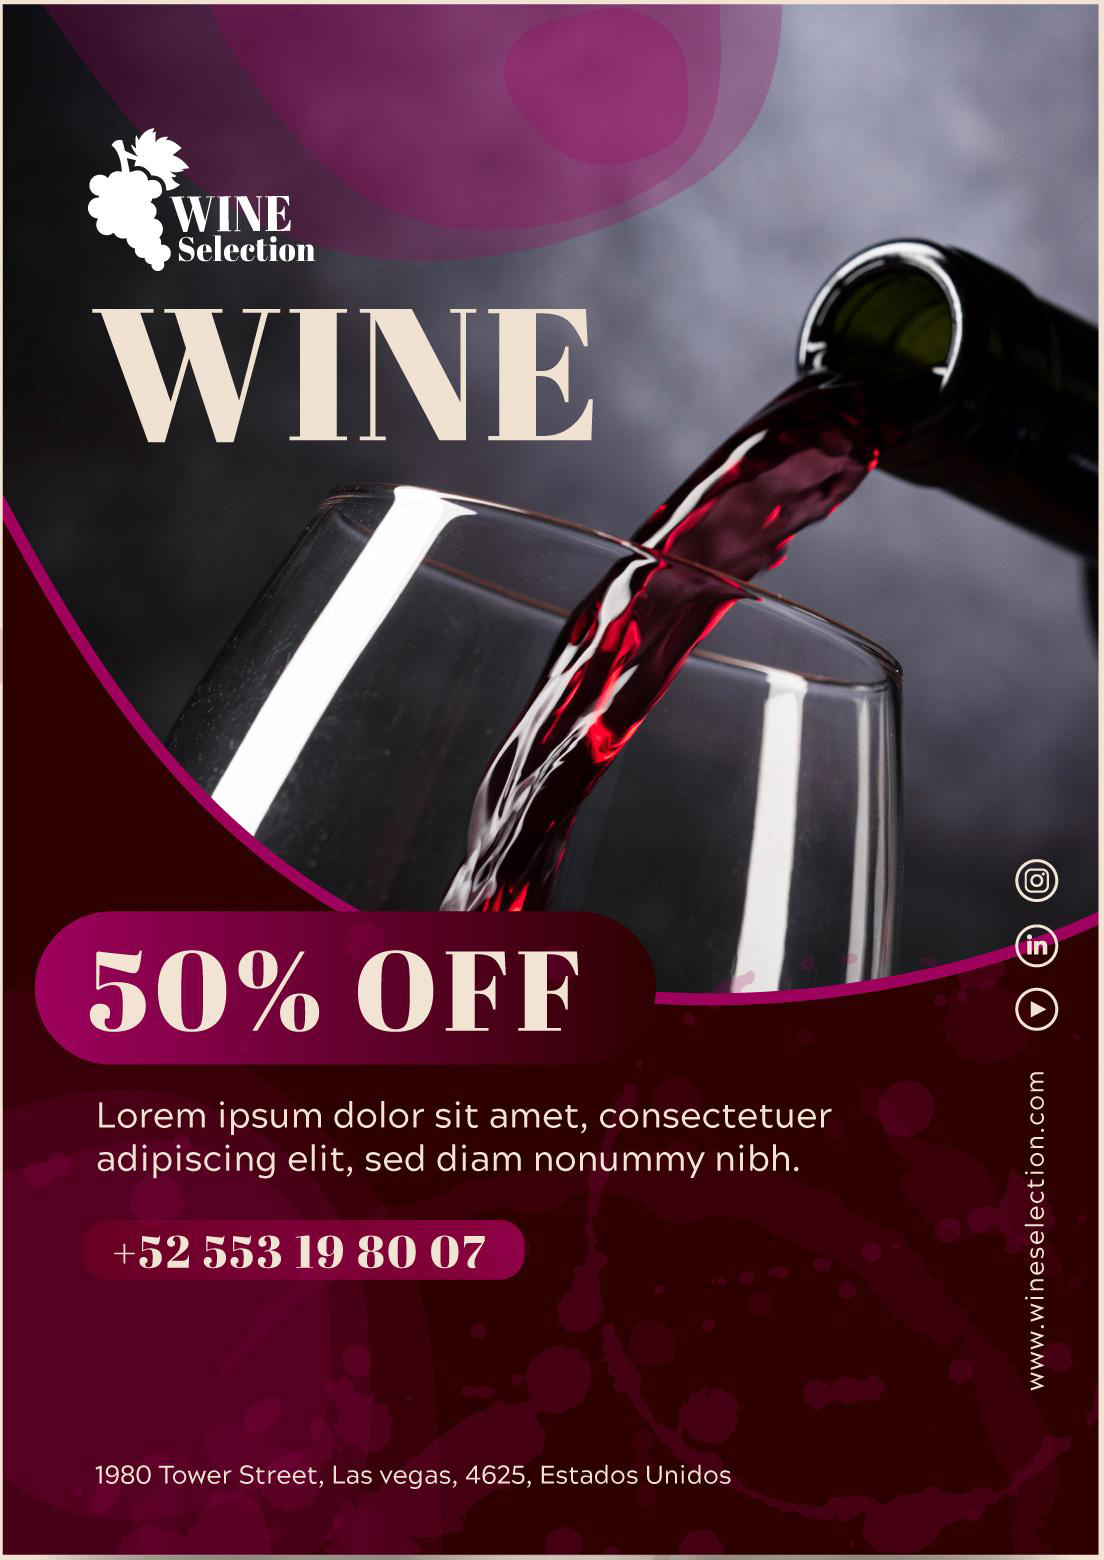 WINE
Selection
WINE
50% OFF
Lorem ipsum dolor sit amet, consectetuer
adipiscing elit, sed diam nonummy nibh.
+52 553 19 80 07
1980 Tower Street, Las vegas, 4625, Estados Unidos
in
www.wineselection.com